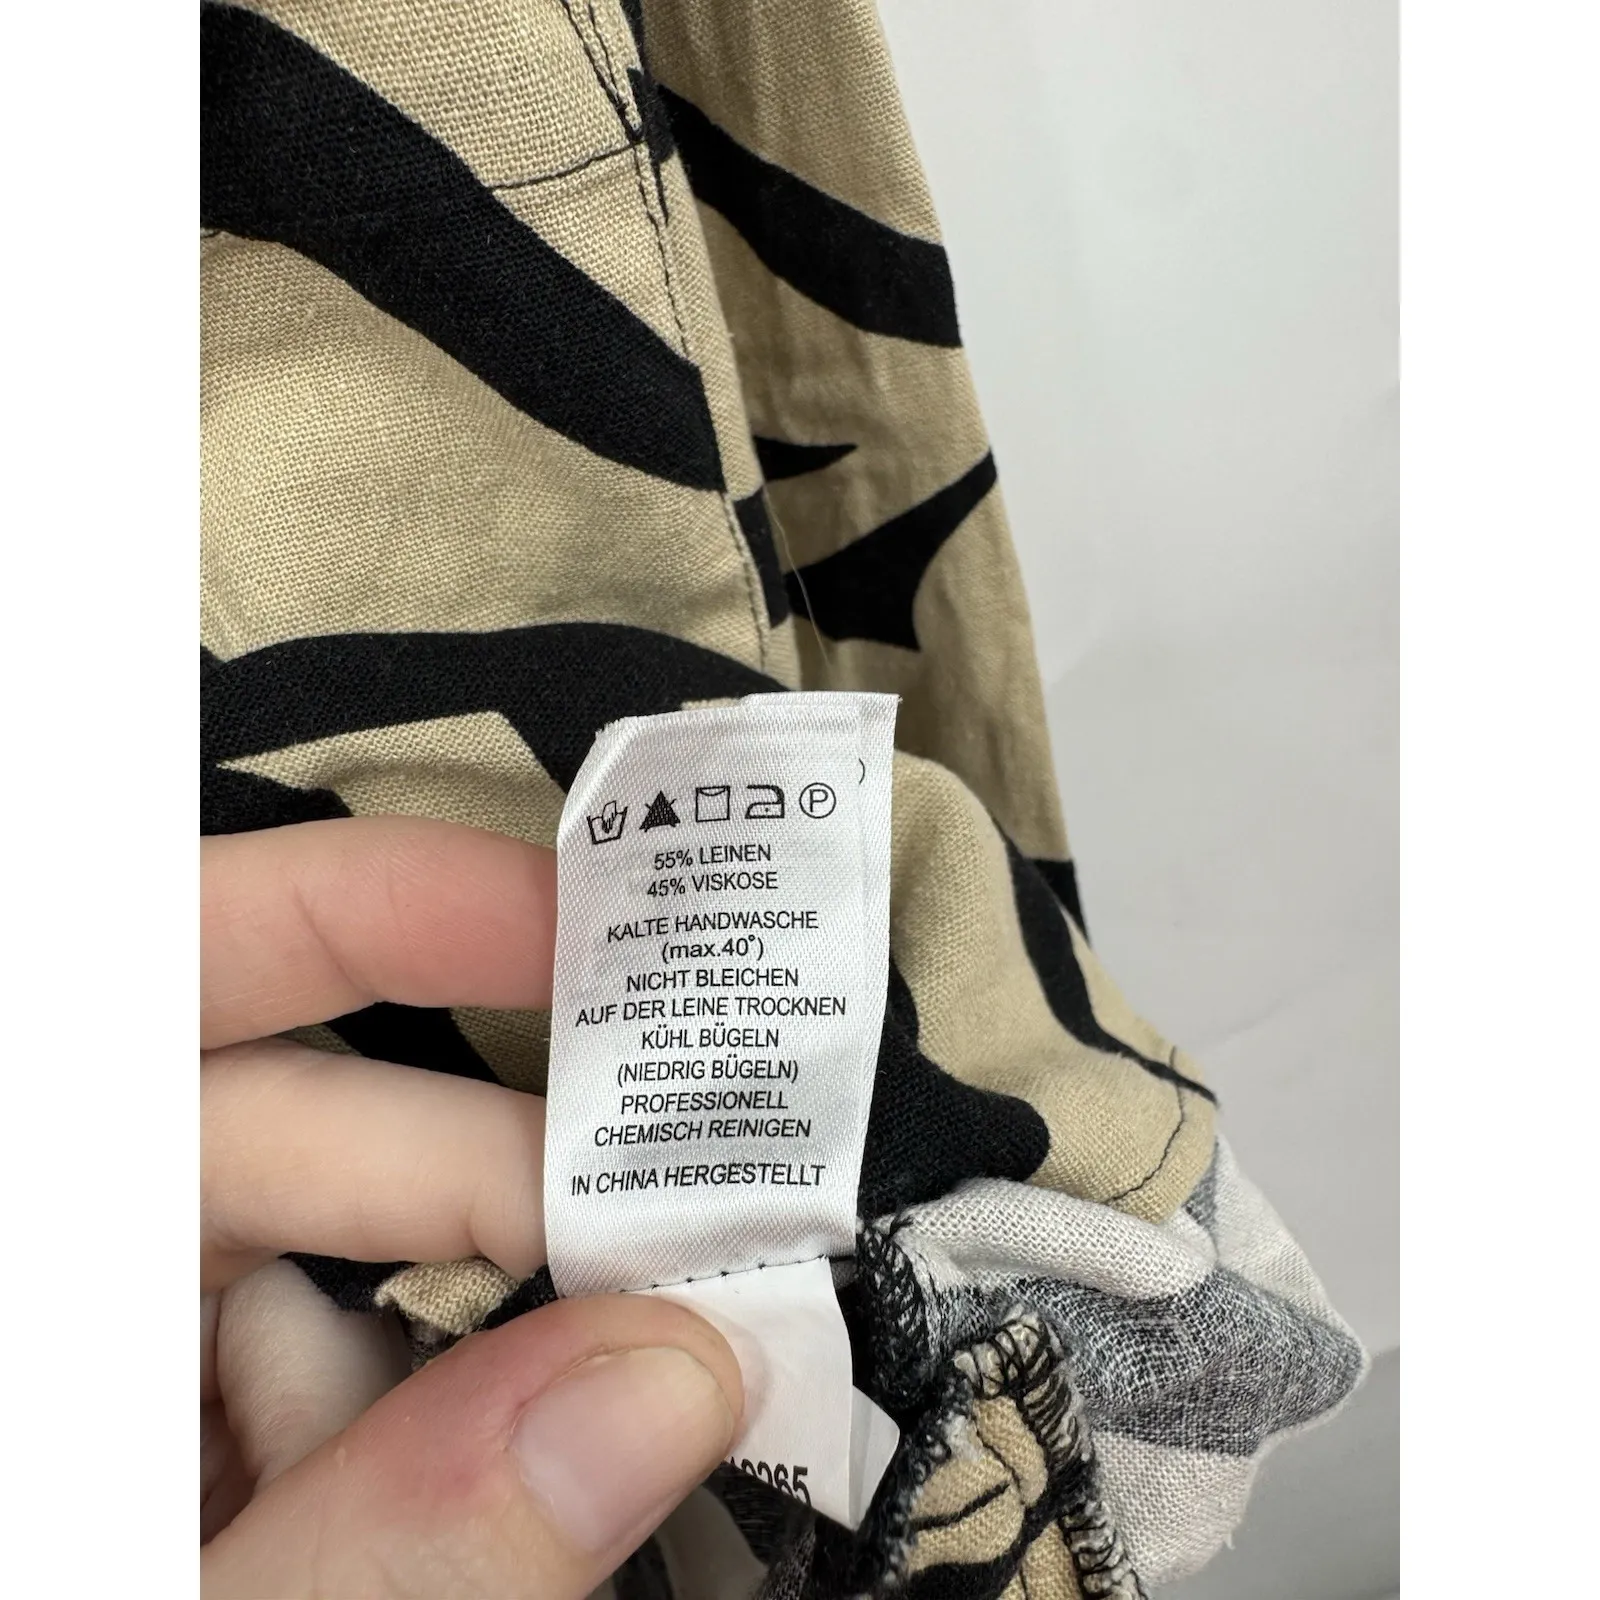 P
55% LEINEN
45% VISKOSE
KALTE HANDWASCHE
(max.40°)
NICHT BLEICHEN
AUF DER LEINE TROCKNEN
KÜHL BÜGELN
(NIEDRIG BÜGELN)
PROFESSIONELL
CHEMISCH REINIGEN
IN CHINA HERGESTELLT